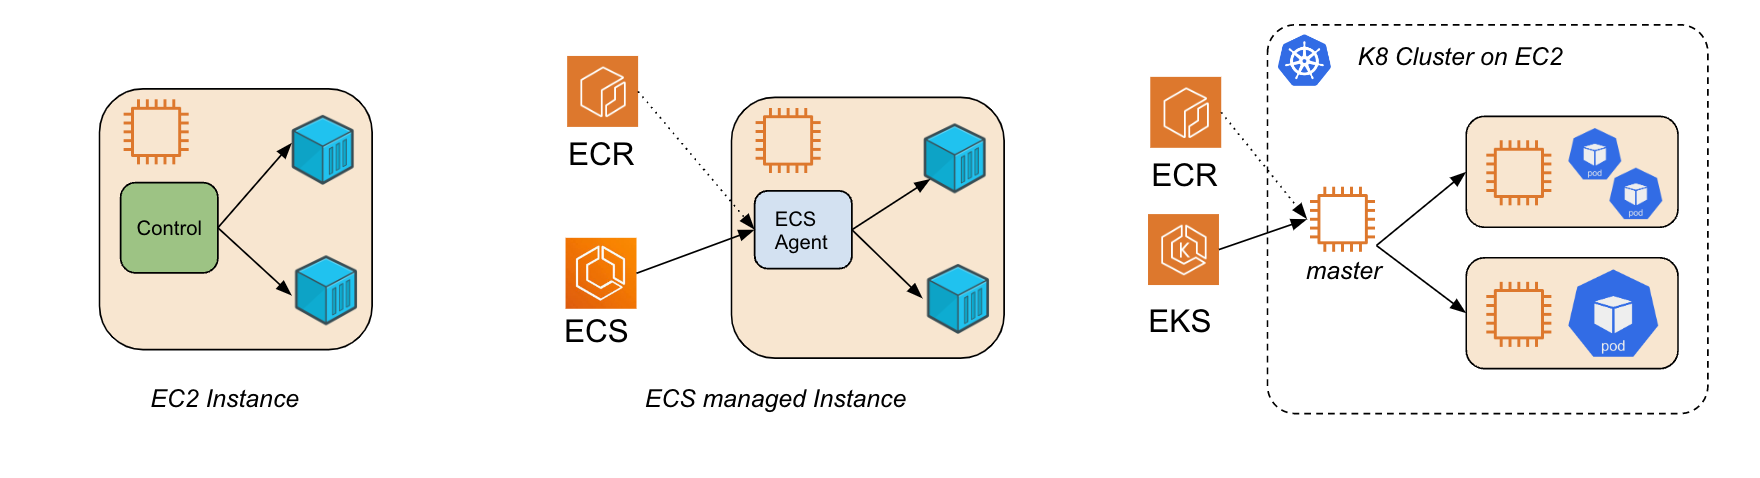 Control
EC2 Instance
ECR
ECS
ECS
Agent
ECS managed Instance
ECR
EKS
K8 Cluster on EC2
master
pod
pod
pod
K